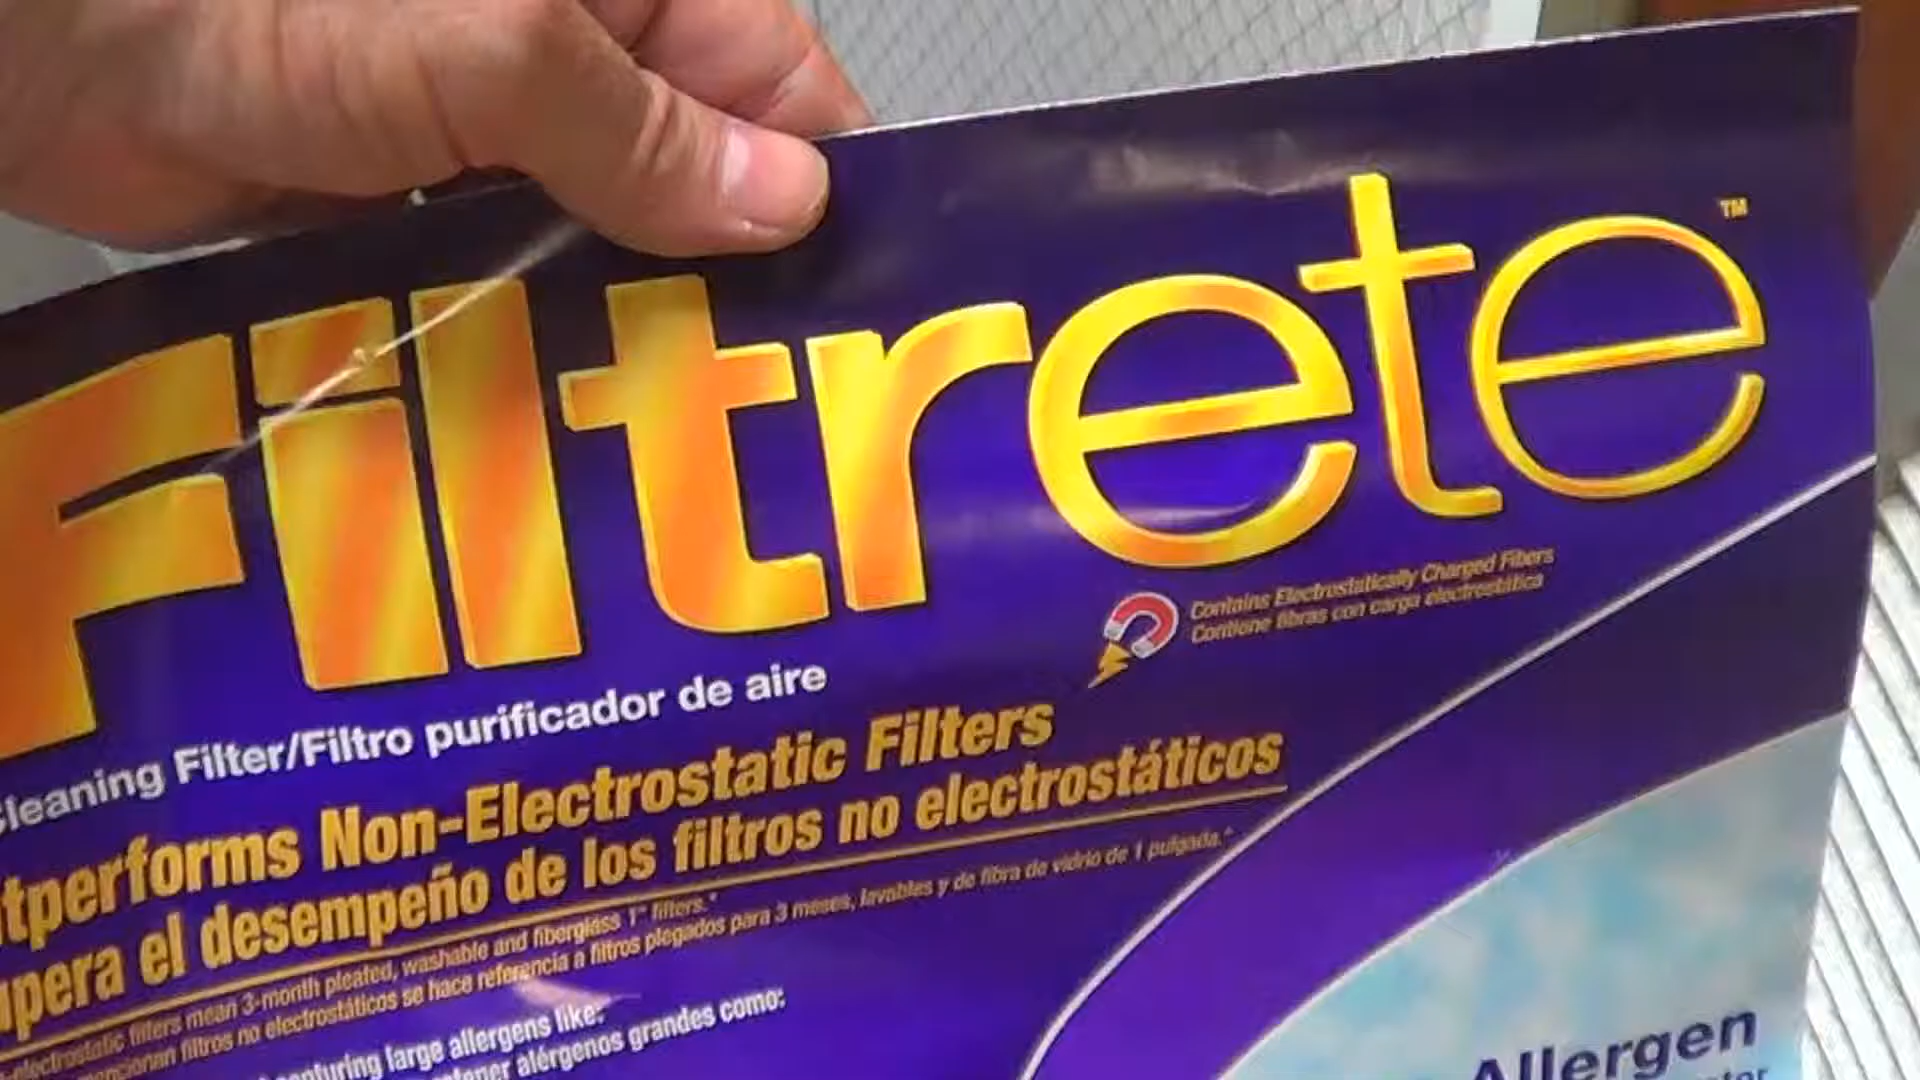 Filtrete™
Contains Electrostatically Charged Fibers
Contiene fibras con carga electrostática
Cleaning Filter/Filtro purificador de aire
tperforms Non-Electrostatic Filters
upera el desempeño de los filtros no electrostáticos
electrostatic filters mean 3-month pleated, washable and fiberglass 1" filters.*
mencionan filtros no electrostáticos se hace referencia a filtros plegados para 3 meses, lavables y de fibra de vidrio de 1 pulgada.*
large allergens like:
alérgenos grandes como:
Allergen